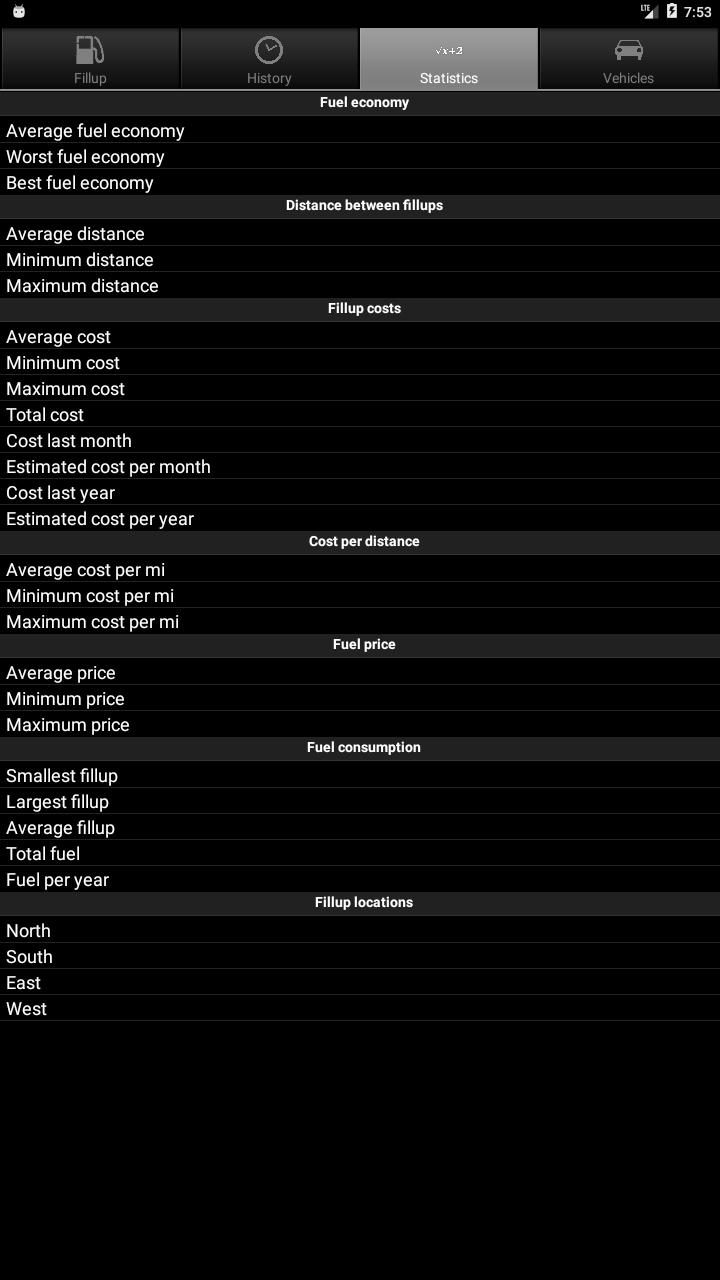 LTE 7:53
Fillup History √x+2 Statistics Vehicles
Fuel economy
Average fuel economy
Worst fuel economy
Best fuel economy
Distance between fillups
Average distance
Minimum distance
Maximum distance
Fillup costs
Average cost
Minimum cost
Maximum cost
Total cost
Cost last month
Estimated cost per month
Cost last year
Estimated cost per year
Cost per distance
Average cost per mi
Minimum cost per mi
Maximum cost per mi
Fuel price
Average price
Minimum price
Maximum price
Fuel consumption
Smallest fillup
Largest fillup
Average fillup
Total fuel
Fuel per year
Fillup locations
North
South
East
West